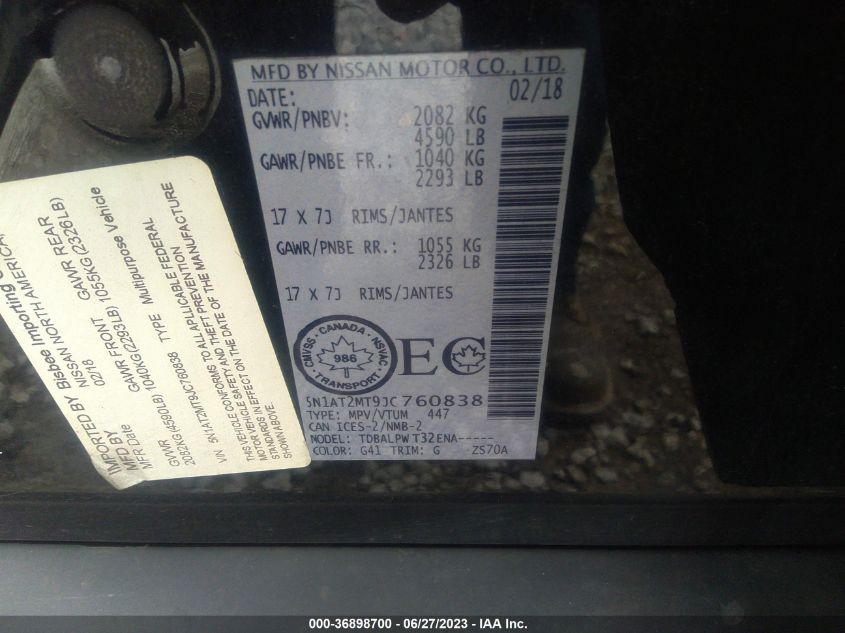 MFD BY NISSAN MOTOR CO., LTD.
DATE: 02/18
GVWR/PNBV: 2082 KG
4590 LB
GAWR/PNBE FR.: 1040 KG
2293 LB
17 X 7J RIMS/JANTES
GAWR/PNBE RR.: 1055 KG
2326 LB
17 X 7J RIMS/JANTES
CMVSS - CANADA - NSVAC
986
TRANSPORT
EC
5N1AT2MT9JC760838
TYPE: MPV/VTUM 447
CAN ICES-2/NMB-2
MODEL: TDBALPWT32ENA-----
COLOR: G41 TRIM: G ZS70A
IMPORTED BY Bisbee Importing
IMPORTED BY NISSAN NORTH AMERICA,
MFD BY
MFR Date 02/18
GVWR GAWR FRONT GAWR REAR
2082KG (4590LB) 1040KG (2293LB) 1055KG (2326LB)
V/N 5N1AT2MT9JC760838 TYPE Multipurpose Vehicle
THIS VEHICLE CONFORMS TO ALL APPLICABLE FEDERAL
MOTOR VEHICLE SAFETY AND THEFT PREVENTION
STANDARDS IN EFFECT ON THE DATE OF THE MANUFACTURE
SHOWN ABOVE.
000-36898700 - 06/27/2023 - IAA Inc.